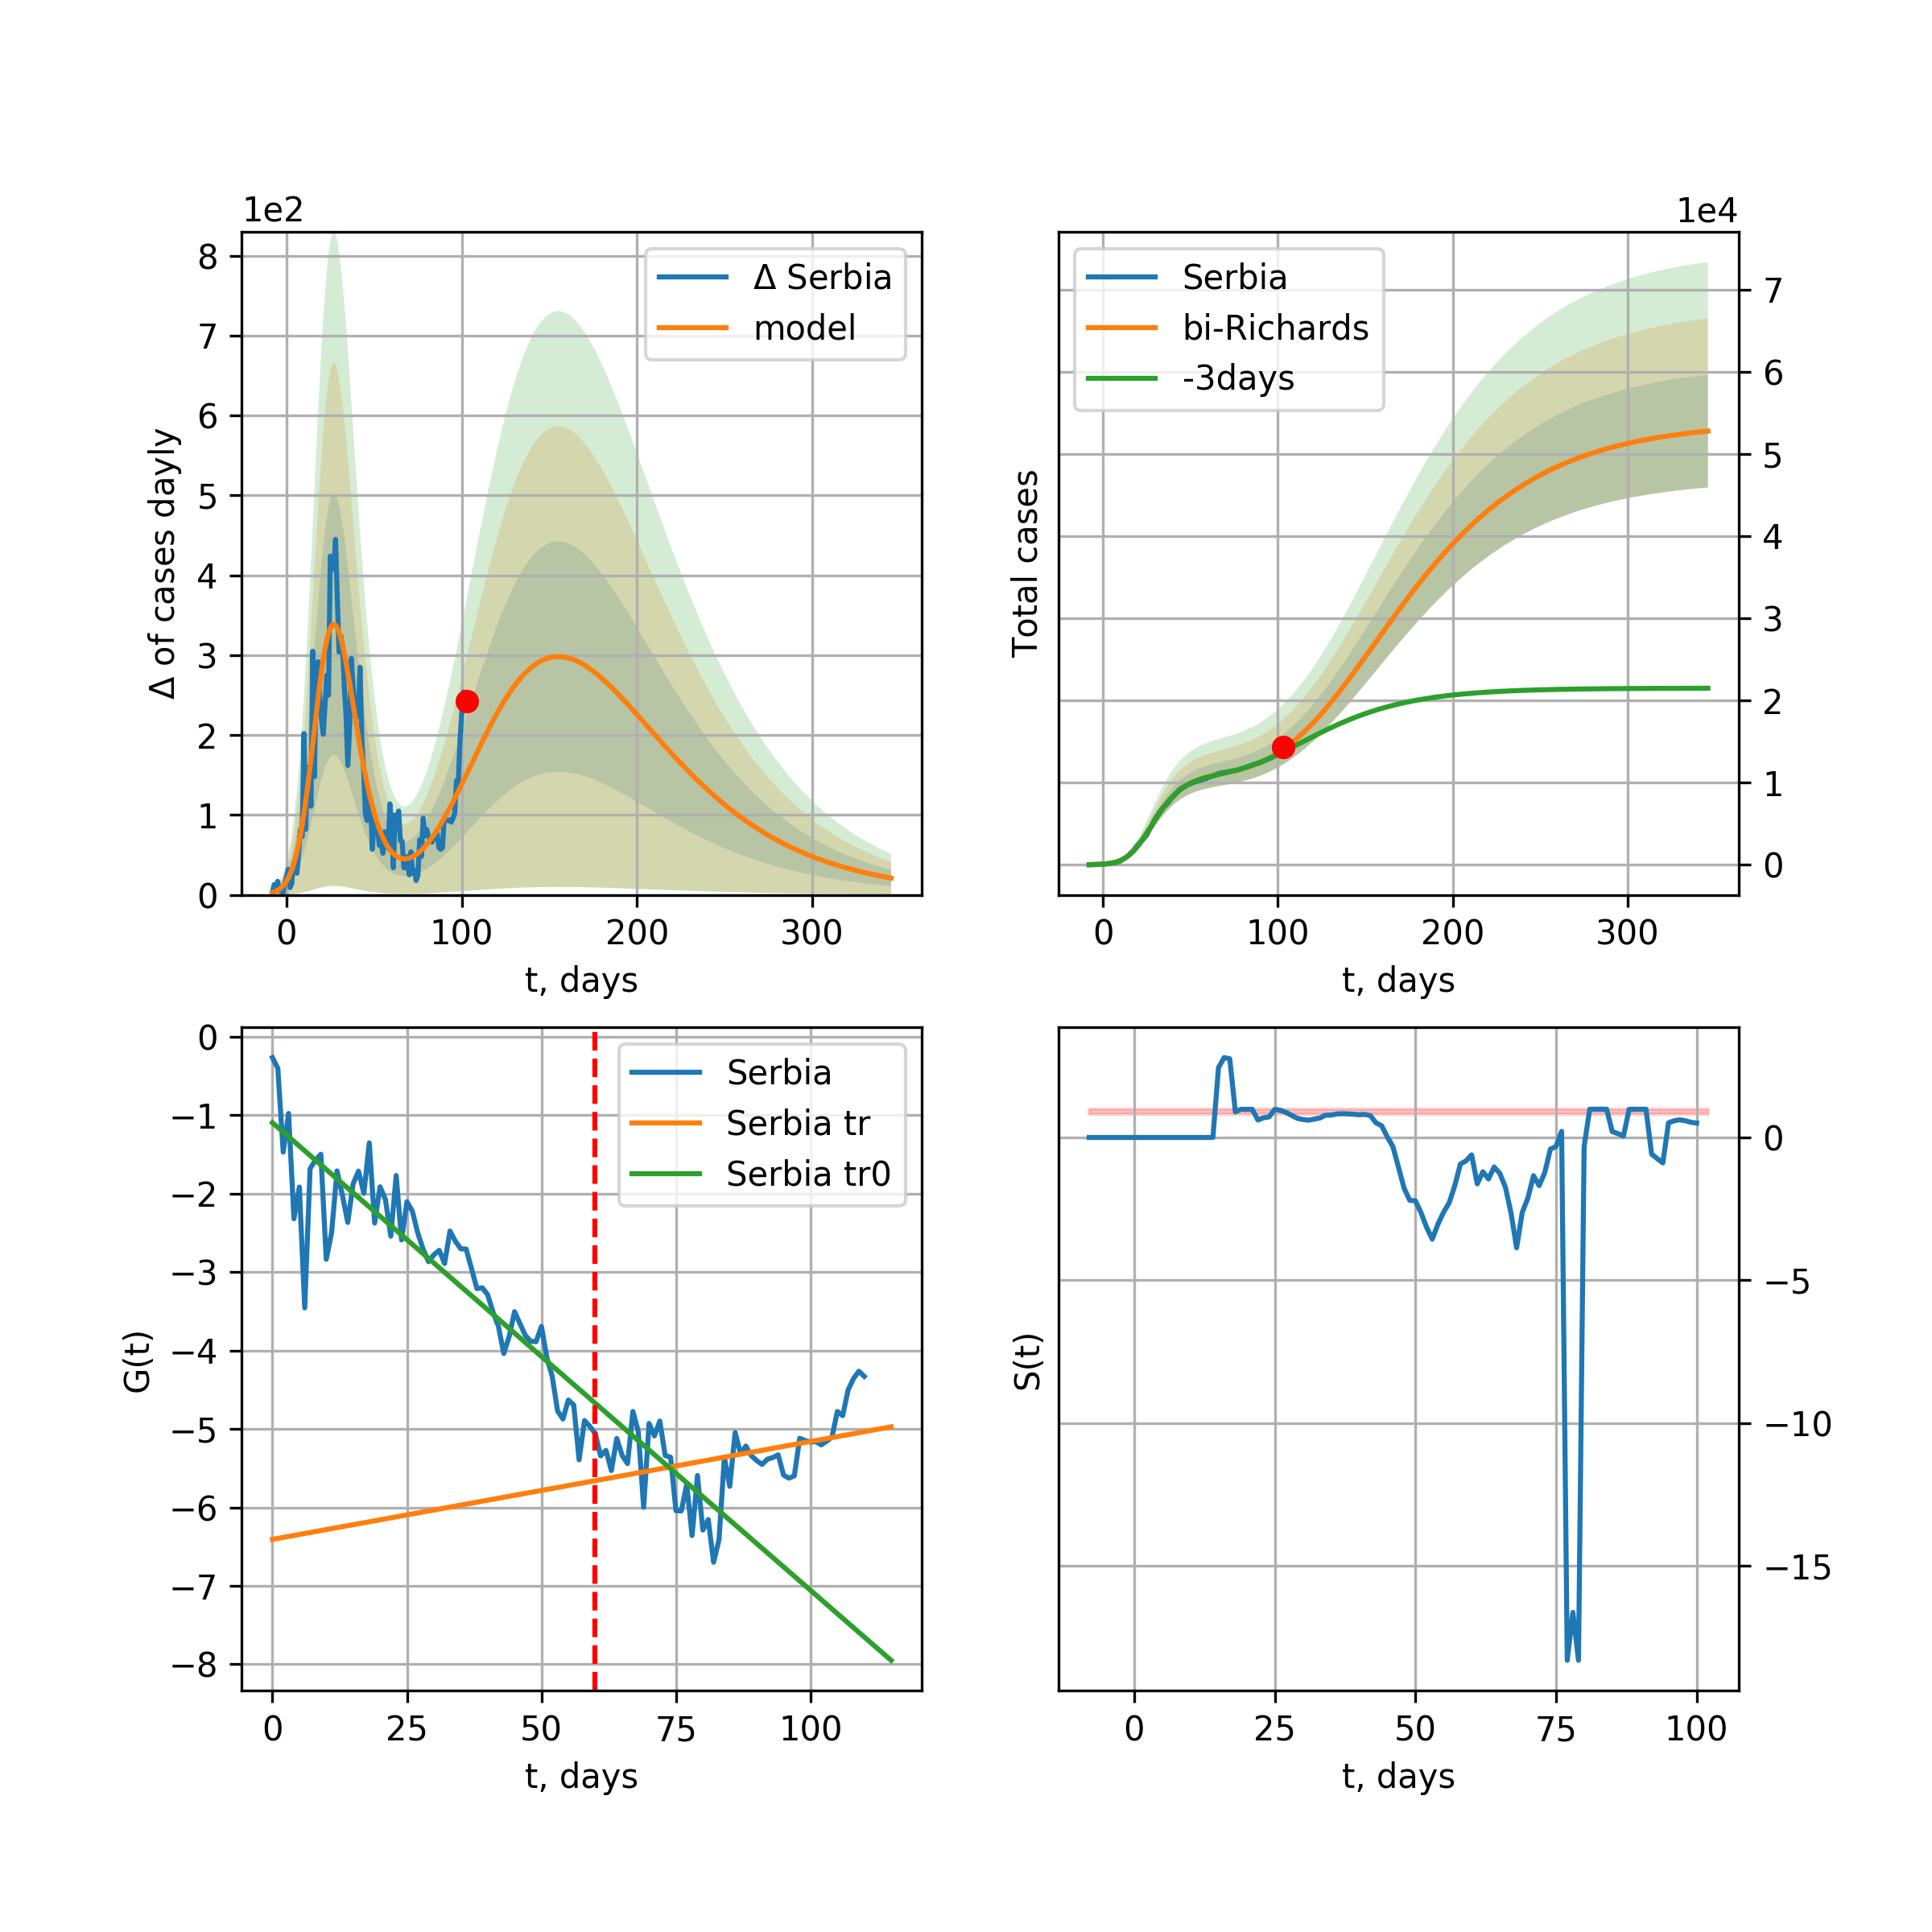 1e2
8
7
6
5
4
3
2
1
0
Δ of cases dayly
Δ Serbia
model
0 100 200 300
t, days
1e4
Serbia
bi-Richards
-3days
Total cases
7
6
5
4
3
2
1
0
0 100 200 300
t, days
0
−1
−2
−3
−4
−5
−6
−7
−8
G(t)
Serbia
Serbia tr
Serbia tr0
0 25 50 75 100
t, days
S(t)
0
−5
−10
−15
0 25 50 75 100
t, days